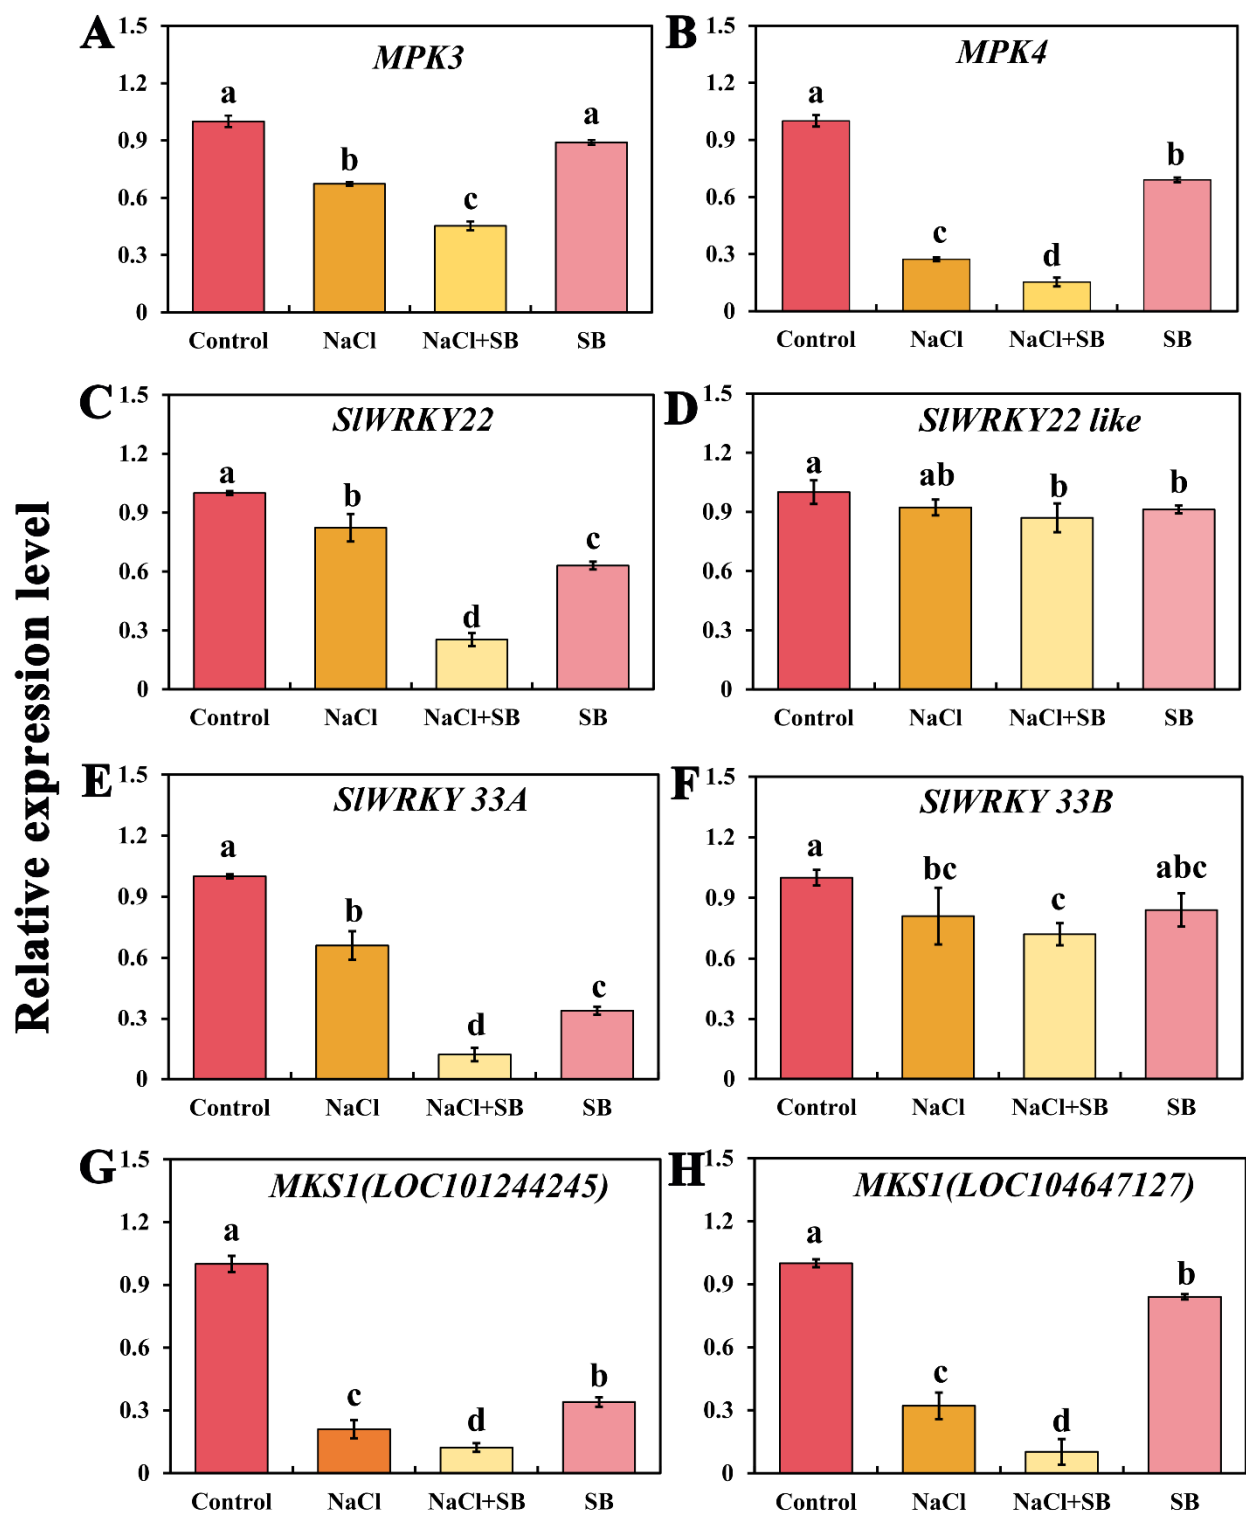 Relative expression level
A
MPK3
1.5
1.2
0.9
0.6
0.3
0
a
b
c
a
Control NaCl NaCl+SB SB
B
MPK4
1.5
1.2
0.9
0.6
0.3
0
a
c
d
b
Control NaCl NaCl+SB SB
C
SlWRKY22
1.5
1.2
0.9
0.6
0.3
0
a
b
d
c
Control NaCl NaCl+SB SB
D
SlWRKY22 like
1.5
1.2
0.9
0.6
0.3
0
a
ab
b
b
Control NaCl NaCl+SB SB
E
SlWRKY 33A
1.5
1.2
0.9
0.6
0.3
0
a
b
d
c
Control NaCl NaCl+SB SB
F
SlWRKY 33B
1.5
1.2
0.9
0.6
0.3
0
a
bc
c
abc
Control NaCl NaCl+SB SB
G
MKS1(LOC101244245)
1.5
1.2
0.9
0.6
0.3
0
a
c
d
b
Control NaCl NaCl+SB SB
H
MKS1(LOC104647127)
1.5
1.2
0.9
0.6
0.3
0
a
c
d
b
Control NaCl NaCl+SB SB